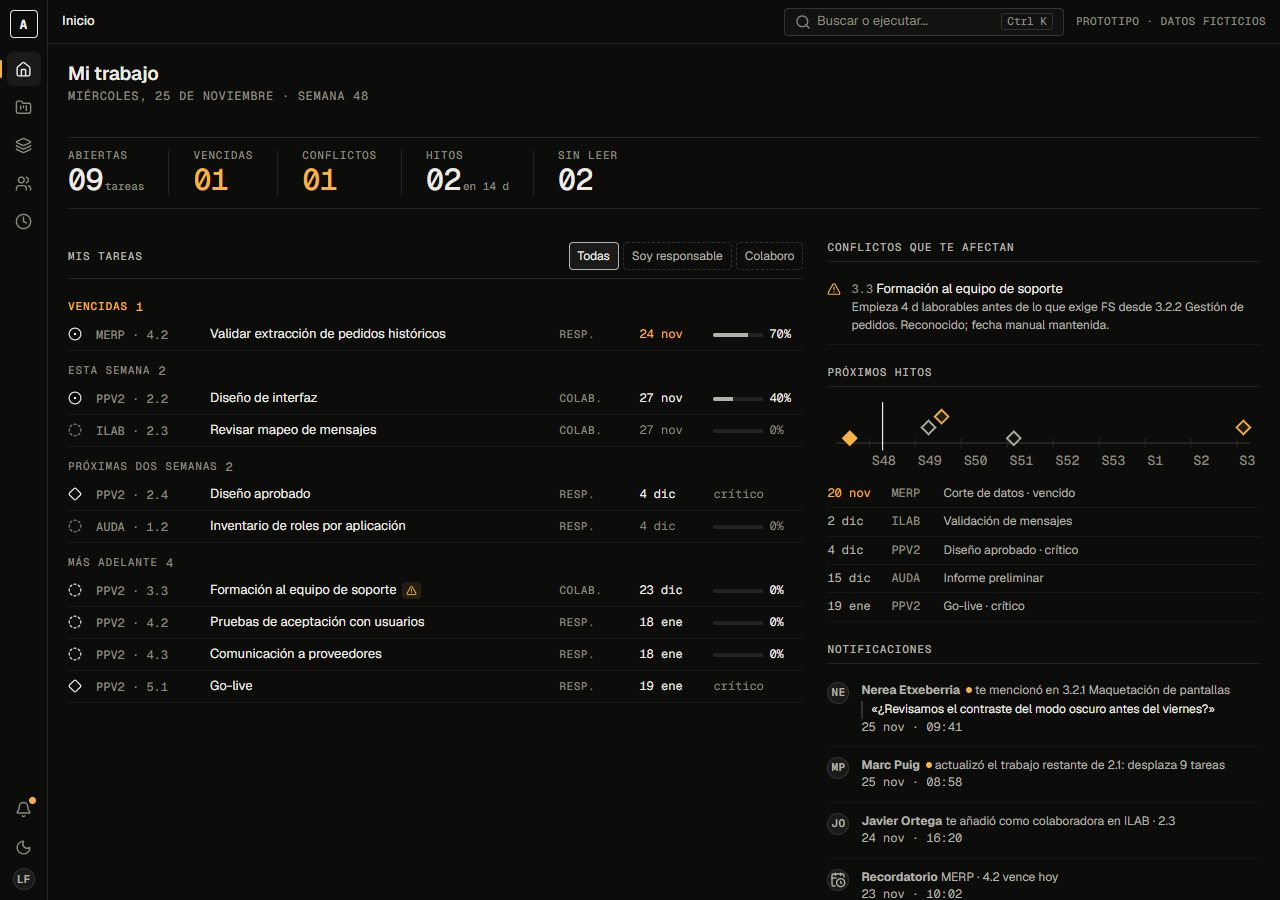 A
Inicio
Buscar o ejecutar...
Ctrl K
PROTOTIPO · DATOS FICTICIOS
Mi trabajo
MIÉRCOLES, 25 DE NOVIEMBRE · SEMANA 48
ABIERTAS
09 tareas
VENCIDAS
01
CONFLICTOS
01
HITOS
02 en 14 d
SIN LEER
02
MIS TAREAS
Todas
Soy responsable
Colaboro
VENCIDAS 1
MERP · 4.2 Validar extracción de pedidos históricos RESP. 24 nov 70%
ESTA SEMANA 2
PPV2 · 2.2 Diseño de interfaz COLAB. 27 nov 40%
ILAB · 2.3 Revisar mapeo de mensajes COLAB. 27 nov 0%
PRÓXIMAS DOS SEMANAS 2
PPV2 · 2.4 Diseño aprobado RESP. 4 dic crítico
AUDA · 1.2 Inventario de roles por aplicación RESP. 4 dic 0%
MÁS ADELANTE 4
PPV2 · 3.3 Formación al equipo de soporte COLAB. 23 dic 0%
PPV2 · 4.2 Pruebas de aceptación con usuarios RESP. 18 ene 0%
PPV2 · 4.3 Comunicación a proveedores RESP. 18 ene 0%
PPV2 · 5.1 Go-live RESP. 19 ene crítico
CONFLICTOS QUE TE AFECTAN
3.3 Formación al equipo de soporte
Empieza 4 d laborables antes de lo que exige FS desde 3.2.2 Gestión de
pedidos. Reconocido; fecha manual mantenida.
PRÓXIMOS HITOS
S48 S49 S50 S51 S52 S53 S1 S2 S3
20 nov MERP Corte de datos · vencido
2 dic ILAB Validación de mensajes
4 dic PPV2 Diseño aprobado · crítico
15 dic AUDA Informe preliminar
19 ene PPV2 Go-live · crítico
NOTIFICACIONES
NE Nerea Etxeberria te mencionó en 3.2.1 Maquetación de pantallas
«¿Revisamos el contraste del modo oscuro antes del viernes?»
25 nov · 09:41
MP Marc Puig actualizó el trabajo restante de 2.1: desplaza 9 tareas
25 nov · 08:58
JO Javier Ortega te añadió como colaboradora en ILAB · 2.3
24 nov · 16:20
Recordatorio MERP · 4.2 vence hoy
23 nov · 10:02
LF